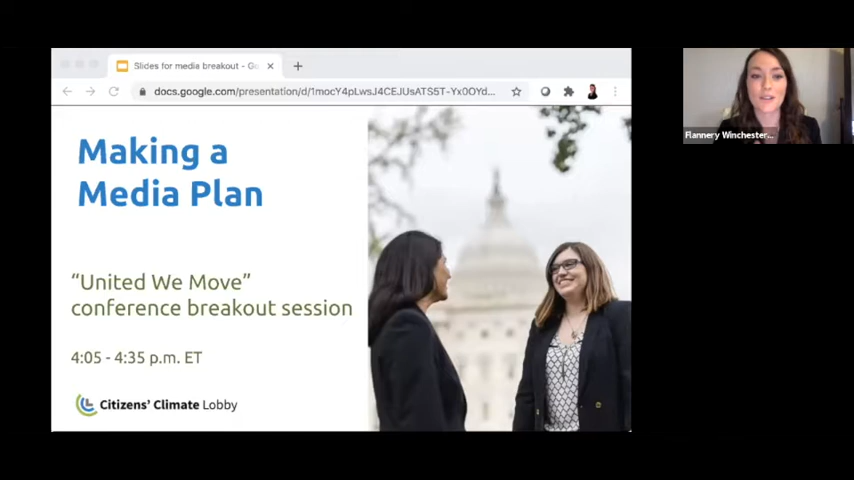 Slides for media breakout - Go
docs.google.com/presentation/d/1mocY4pLwsJ4CEJUsATS5T-Yx0OYd...
Making a
Media Plan
“United We Move”
conference breakout session
4:05 - 4:35 p.m. ET
Citizens’ Climate Lobby
Flannery Winchester...